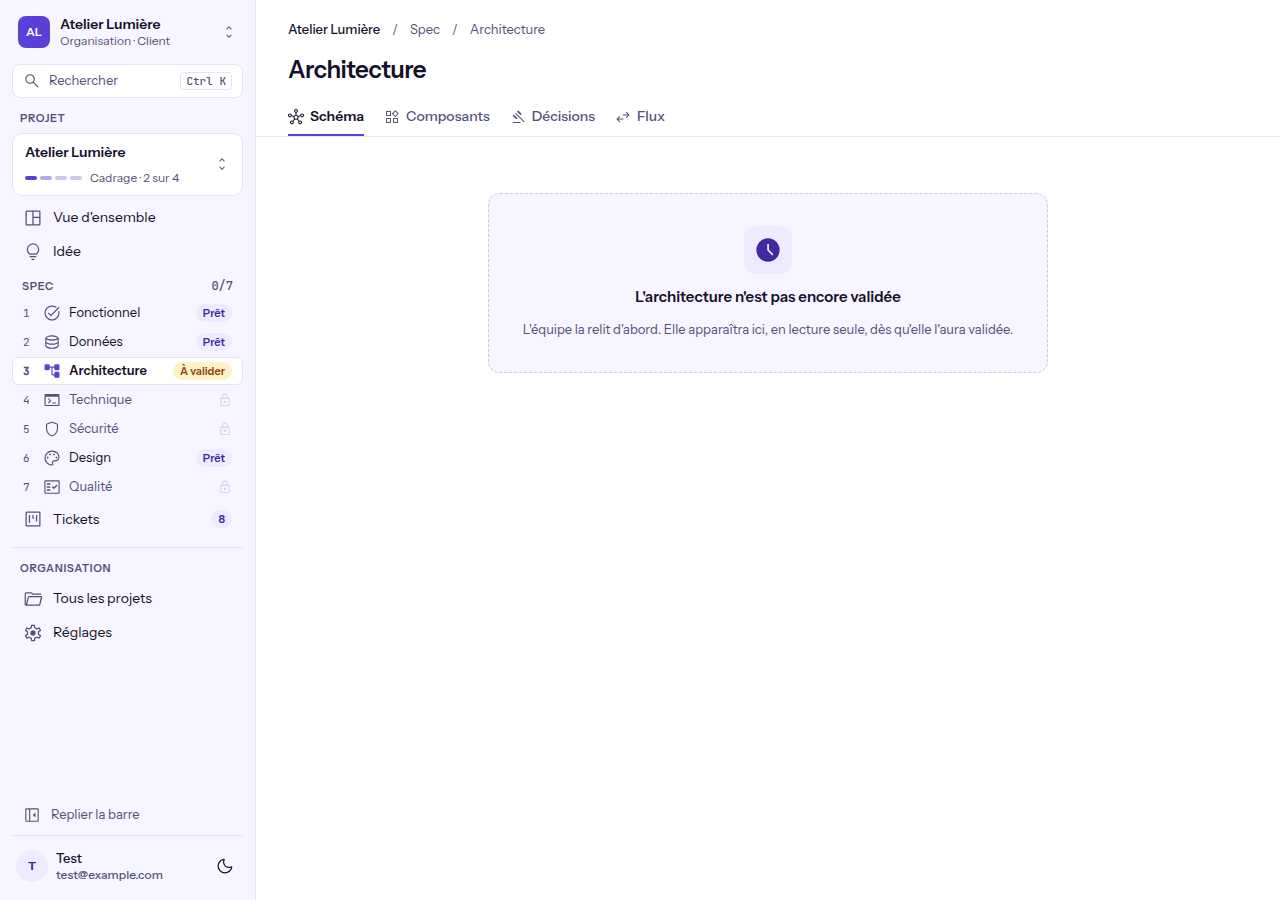 AL
Atelier Lumière
Organisation · Client
Rechercher
Ctrl K
PROJET
Atelier Lumière
Cadrage · 2 sur 4
Vue d'ensemble
Idée
SPEC 0/7
1 Fonctionnel Prêt
2 Données Prêt
3 Architecture À valider
4 Technique
5 Sécurité
6 Design Prêt
7 Qualité
Tickets 8
ORGANISATION
Tous les projets
Réglages
Replier la barre
T
Test
test@example.com
Atelier Lumière / Spec / Architecture
Architecture
Schéma Composants Décisions Flux
L'architecture n'est pas encore validée
L'équipe la relit d'abord. Elle apparaîtra ici, en lecture seule, dès qu'elle l'aura validée.